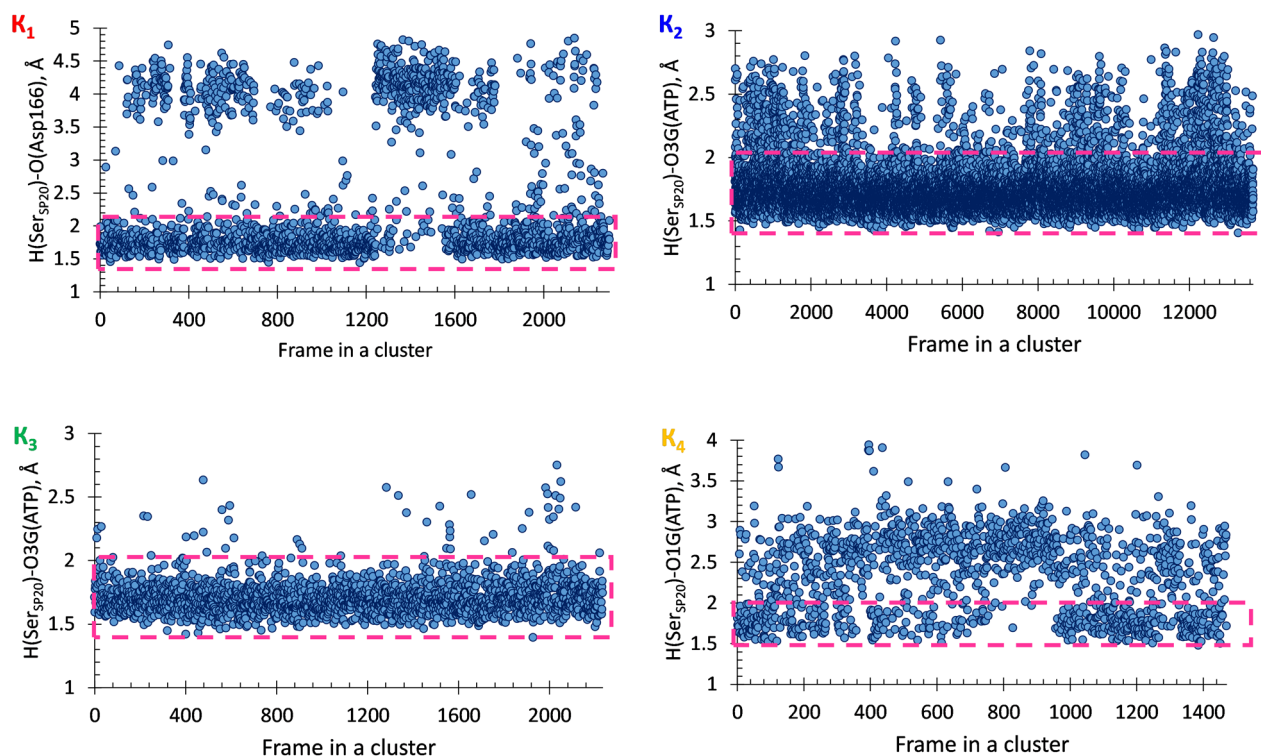 K₁
H(Ser_SP20)-O(Asp166), Å
5
4.5
4
3.5
3
2.5
2
1.5
1
0 400 800 1200 1600 2000
Frame in a cluster
K₂
H(Ser_SP20)-O3G(ATP), Å
3
2.5
2
1.5
1
0 2000 4000 6000 8000 10000 12000
Frame in a cluster
K₃
H(Ser_SP20)-O3G(ATP), Å
3
2.5
2
1.5
1
0 400 800 1200 1600 2000
Frame in a cluster
K₄
H(Ser_SP20)-O1G(ATP), Å
4
3.5
3
2.5
2
1.5
1
0 200 400 600 800 1000 1200 1400
Frame in a cluster